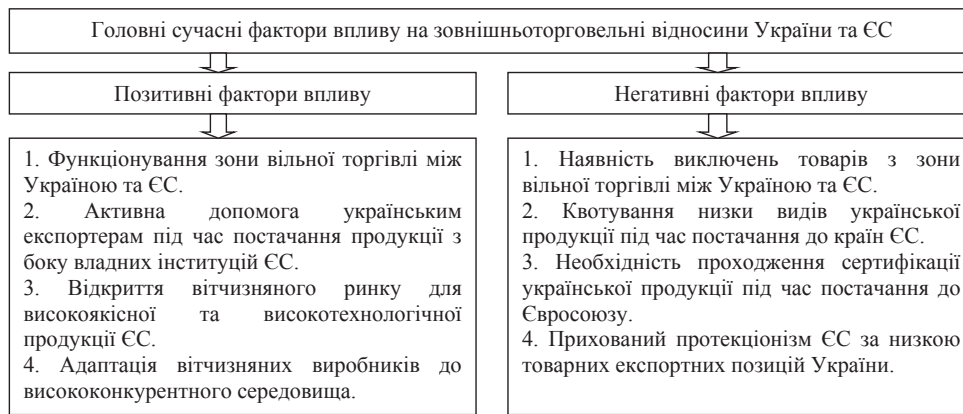 Головні сучасні фактори впливу на зовнішньоторговельні відносини України та ЄС
Позитивні фактори впливу
1. Функціонування зони вільної торгівлі між
Україною та ЄС.
2. Активна допомога українським
експортерам під час постачання продукції з
боку владних інституцій ЄС.
3. Відкриття вітчизняного ринку для
високоякісної та високотехнологічної
продукції ЄС.
4. Адаптація вітчизняних виробників до
висококонкурентного середовища.
Негативні фактори впливу
1. Наявність виключень товарів з зони
вільної торгівлі між Україною та ЄС.
2. Квотування низки видів української
продукції під час постачання до країн ЄС.
3. Необхідність проходження сертифікації
української продукції під час постачання до
Євросоюзу.
4. Прихований протекціонізм ЄС за низкою
товарних експортних позицій України.